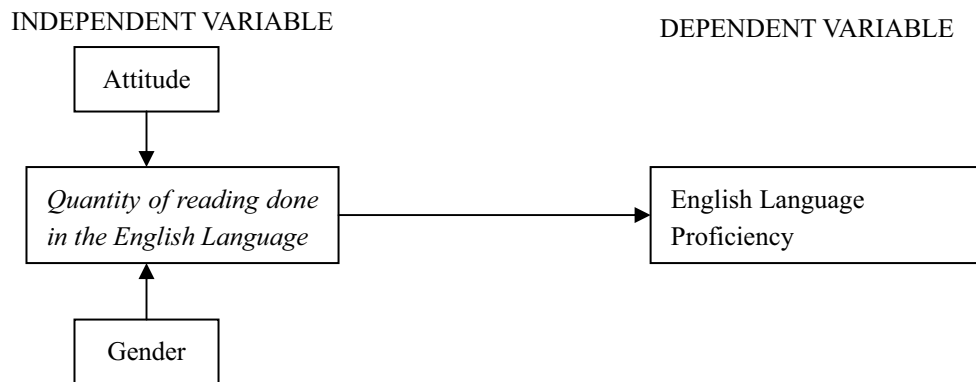 INDEPENDENT VARIABLE
DEPENDENT VARIABLE
Attitude
Quantity of reading done
in the English Language
English Language
Proficiency
Gender